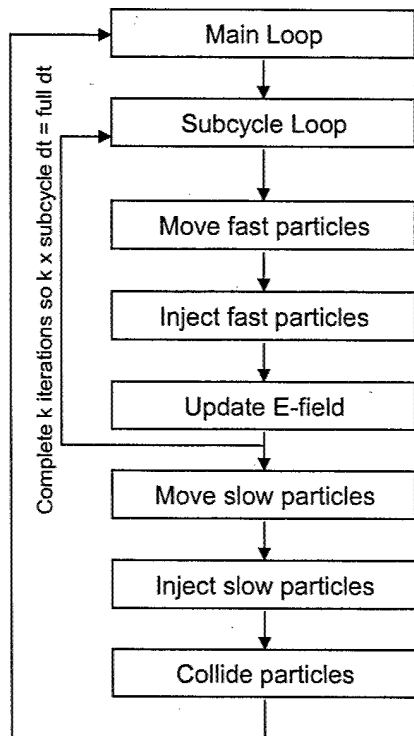 Main Loop
Subcycle Loop
Move fast particles
Inject fast particles
Update E-field
Complete k iterations so k x subcycle dt = full dt
Move slow particles
Inject slow particles
Collide particles